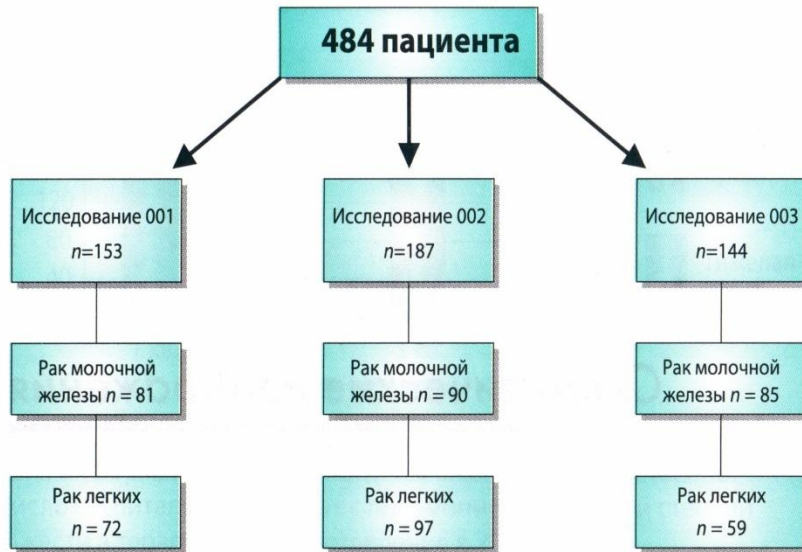 484 пациента
Исследование 001
n=153
Исследование 002
n=187
Исследование 003
n=144
Рак молочной
железы n = 81
Рак молочной
железы n = 90
Рак молочной
железы n = 85
Рак легких
n = 72
Рак легких
n = 97
Рак легких
n = 59